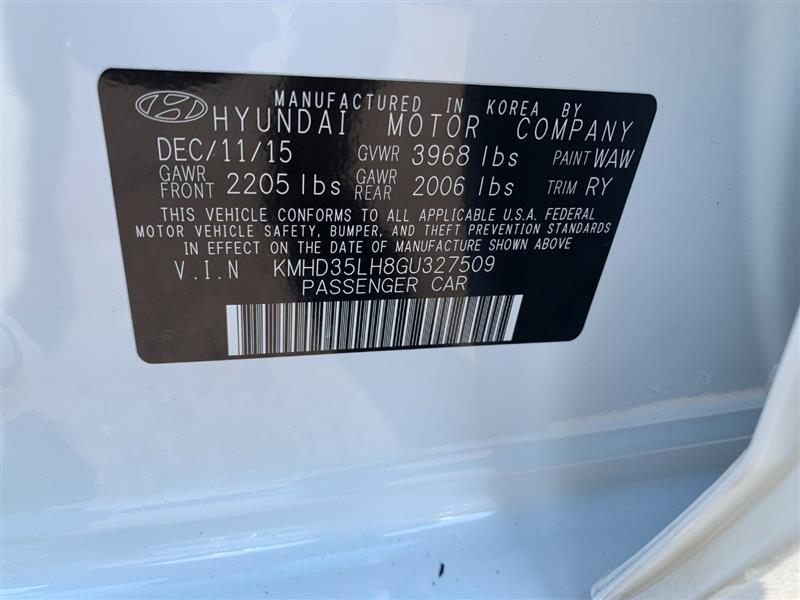 MANUFACTURED IN KOREA BY
HYUNDAI MOTOR COMPANY
DEC/11/15 GVWR 3968 lbs PAINT WAW
GAWR FRONT 2205 lbs GAWR REAR 2006 lbs TRIM RY
THIS VEHICLE CONFORMS TO ALL APPLICABLE U.S.A. FEDERAL
MOTOR VEHICLE SAFETY, BUMPER, AND THEFT PREVENTION STANDARDS
IN EFFECT ON THE DATE OF MANUFACTURE SHOWN ABOVE
V.I.N KMHD35LH8GU327509
PASSENGER CAR